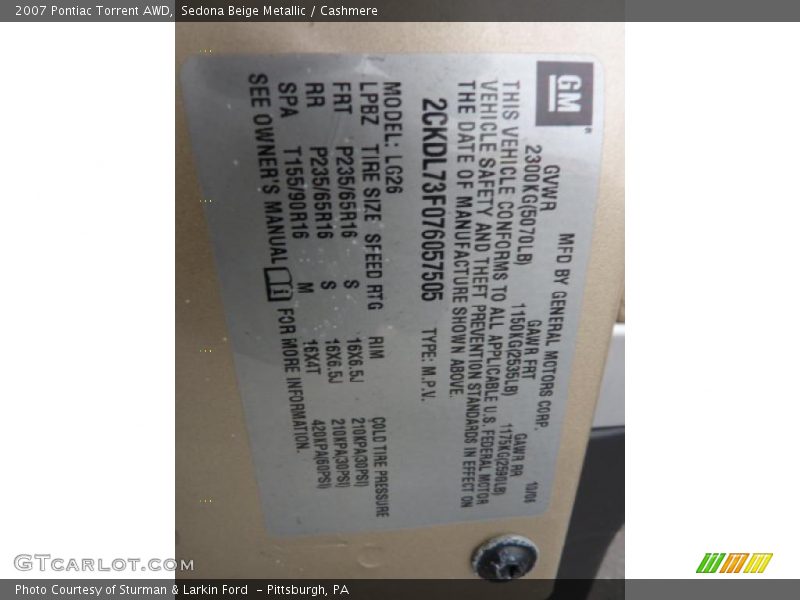 2007 Pontiac Torrent AWD, Sedona Beige Metallic / Cashmere
GM
MFD BY GENERAL MOTORS CORP. 10/06
GVWR GAWR FRT GAWR RR
2300KG(5070LB) 1150KG(2535LB) 1175KG(2590LB)
THIS VEHICLE CONFORMS TO ALL APPLICABLE U.S. FEDERAL MOTOR
VEHICLE SAFETY AND THEFT PREVENTION STANDARDS IN EFFECT ON
THE DATE OF MANUFACTURE SHOWN ABOVE.
2CKDL73F076057505 TYPE: M.P.V.
MODEL: LG26
LPBZ TIRE SIZE SPEED RTG RIM COLD TIRE PRESSURE
FRT P235/65R16 S 16X6.5J 210KPA(30PSI)
RR P235/65R16 S 16X6.5J 210KPA(30PSI)
SPA T155/90R16 M 16X4T 420KPA(60PSI)
SEE OWNER'S MANUAL i FOR MORE INFORMATION.
GTCARLOT.COM
Photo Courtesy of Sturman & Larkin Ford - Pittsburgh, PA